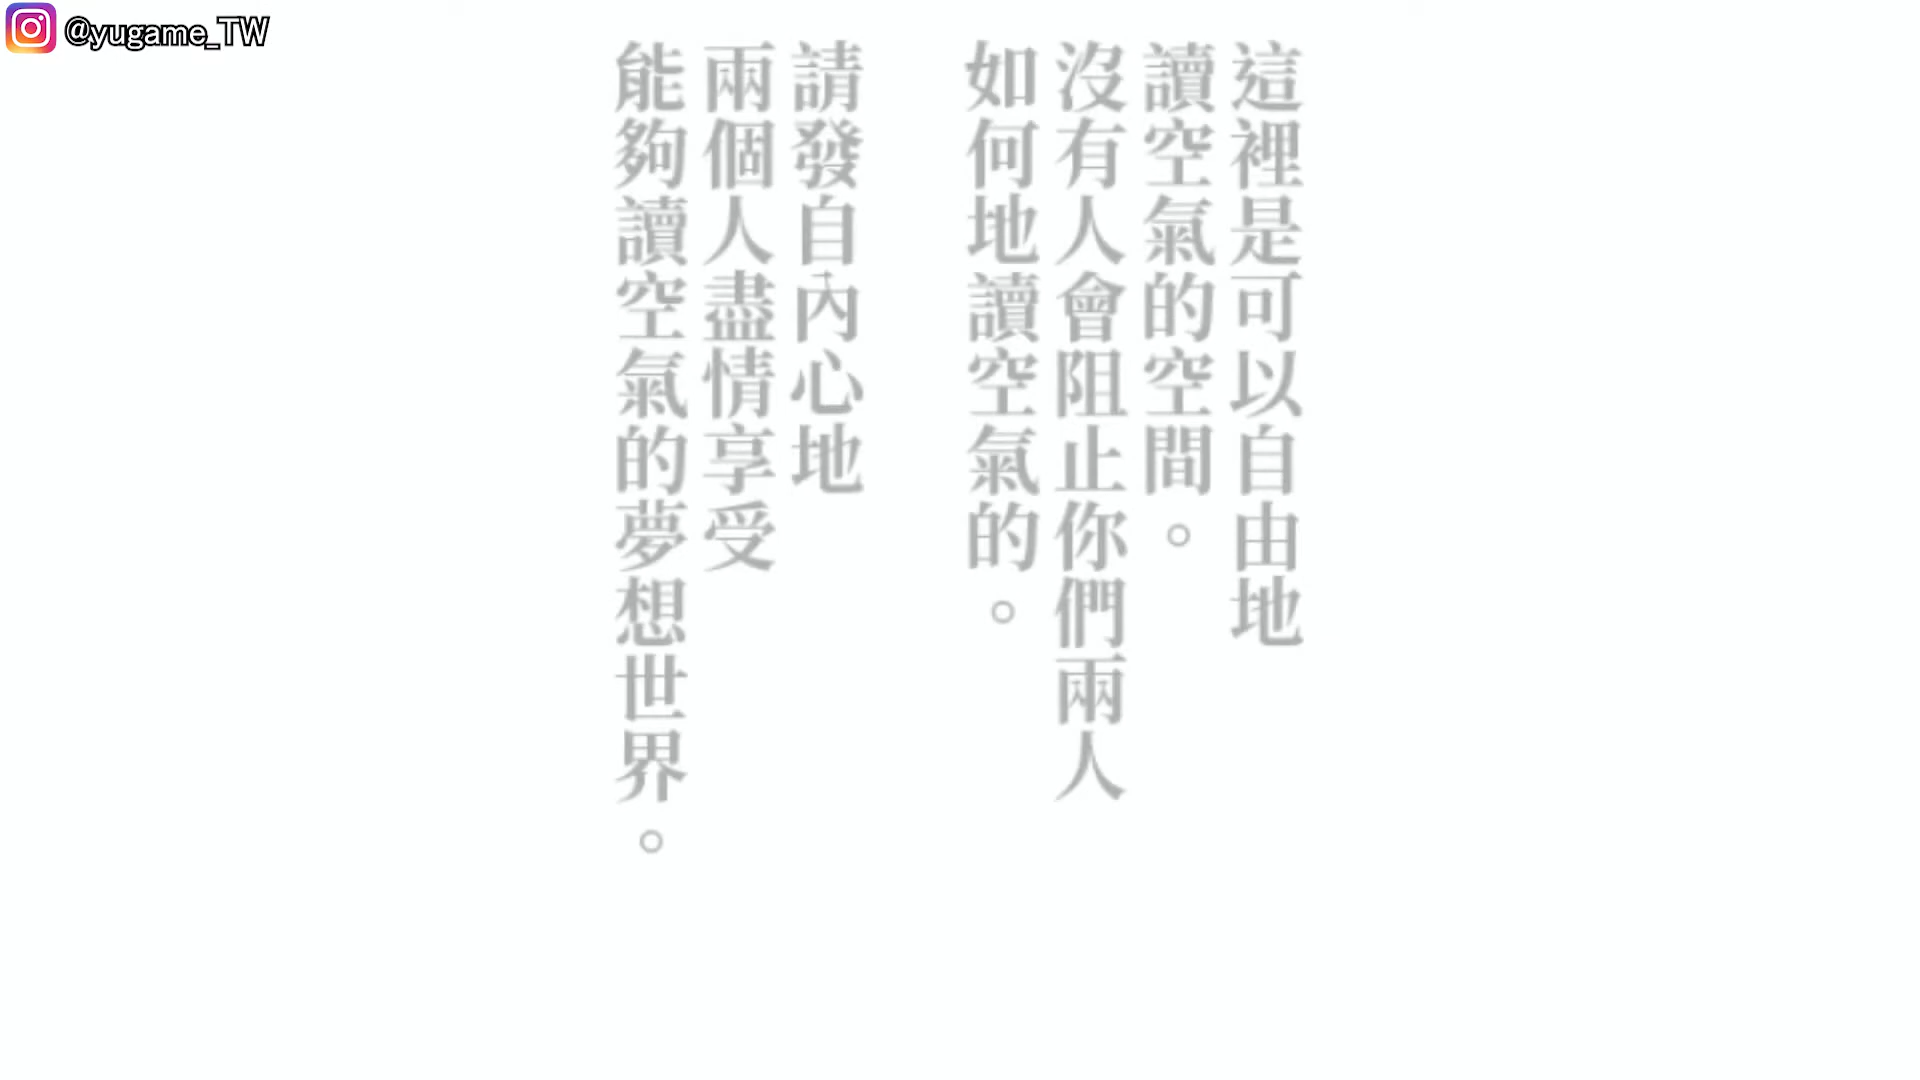 @yugame_TW
這裡是可以自由地
讀空氣的空間。
沒有人會阻止你們兩人
如何地讀空氣的。
請發自內心地
兩個人盡情享受
能夠讀空氣的夢想世界。